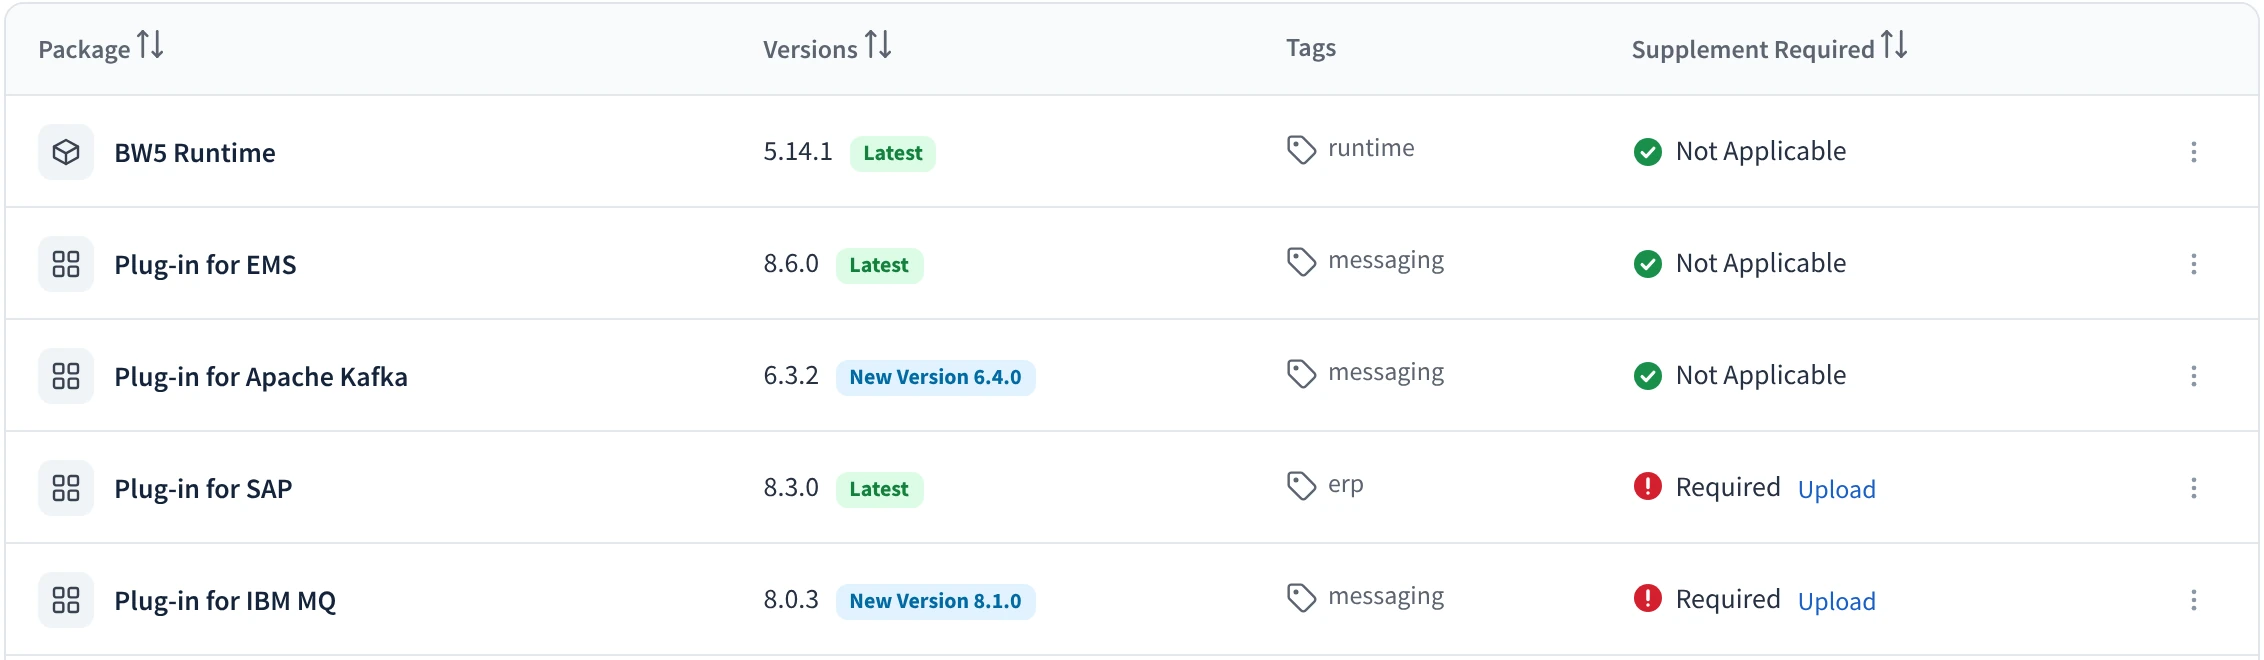 Package Versions Tags Supplement Required
BW5 Runtime 5.14.1 Latest runtime Not Applicable
Plug-in for EMS 8.6.0 Latest messaging Not Applicable
Plug-in for Apache Kafka 6.3.2 New Version 6.4.0 messaging Not Applicable
Plug-in for SAP 8.3.0 Latest erp Required Upload
Plug-in for IBM MQ 8.0.3 New Version 8.1.0 messaging Required Upload